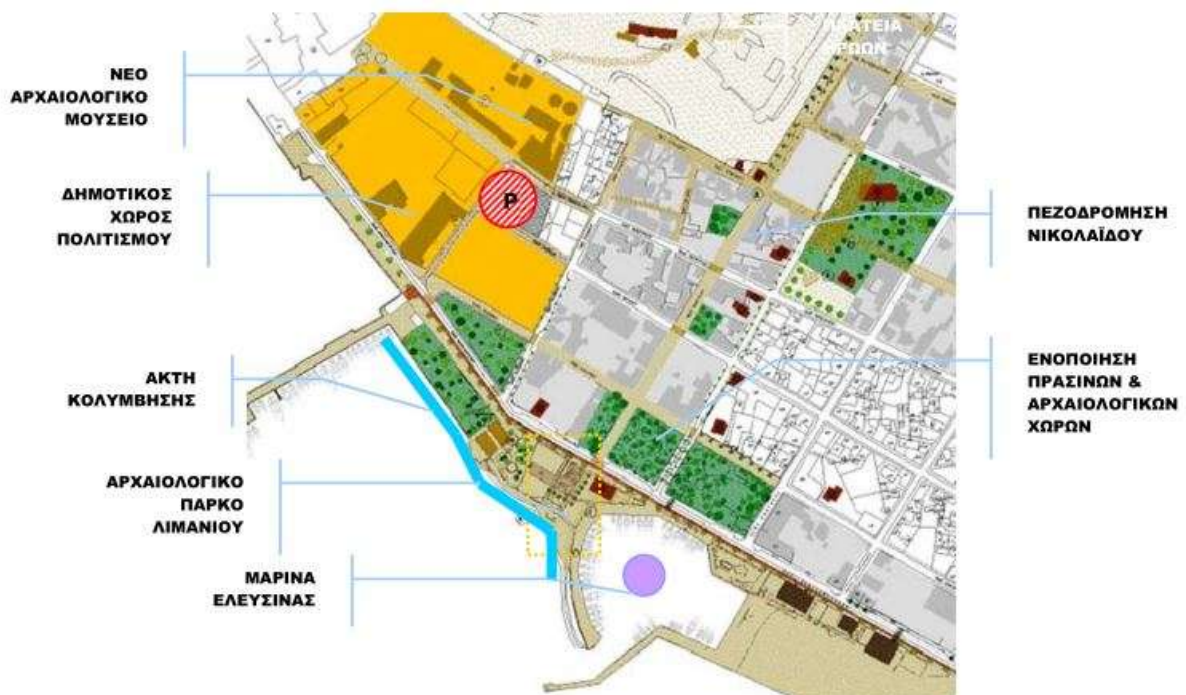 ΝΕΟ
ΑΡΧΑΙΟΛΟΓΙΚΟ
ΜΟΥΣΕΙΟ
ΔΗΜΟΤΙΚΟΣ
ΧΩΡΟΣ
ΠΟΛΙΤΙΣΜΟΥ
ΑΚΤΗ
ΚΟΛΥΜΒΗΣΗΣ
ΑΡΧΑΙΟΛΟΓΙΚΟ
ΠΑΡΚΟ
ΛΙΜΑΝΙΟΥ
ΜΑΡΙΝΑ
ΕΛΕΥΣΙΝΑΣ
P
ΠΕΖΟΔΡΟΜΗΣΗ
ΝΙΚΟΛΑΪΔΟΥ
ΕΝΟΠΟΙΗΣΗ
ΠΡΑΣΙΝΩΝ &
ΑΡΧΑΙΟΛΟΓΙΚΩΝ
ΧΩΡΩΝ